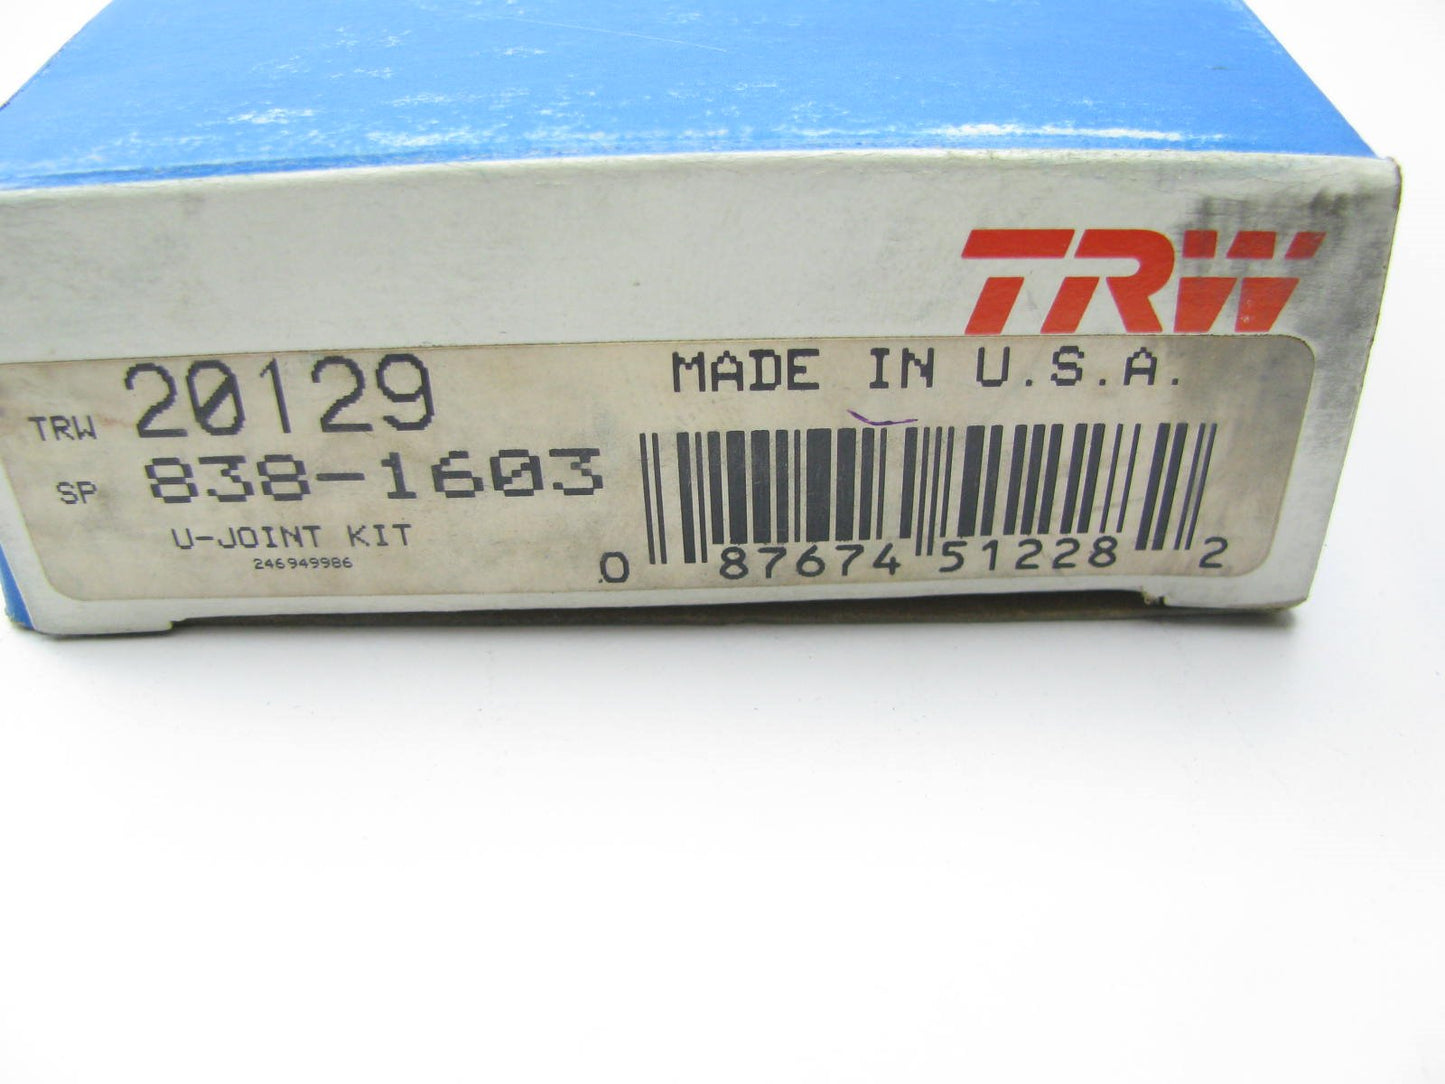 TRW
TRW 20129
MADE IN U.S.A.
SP 838-1603
U-JOINT KIT
246949986
0 87674 51228 2